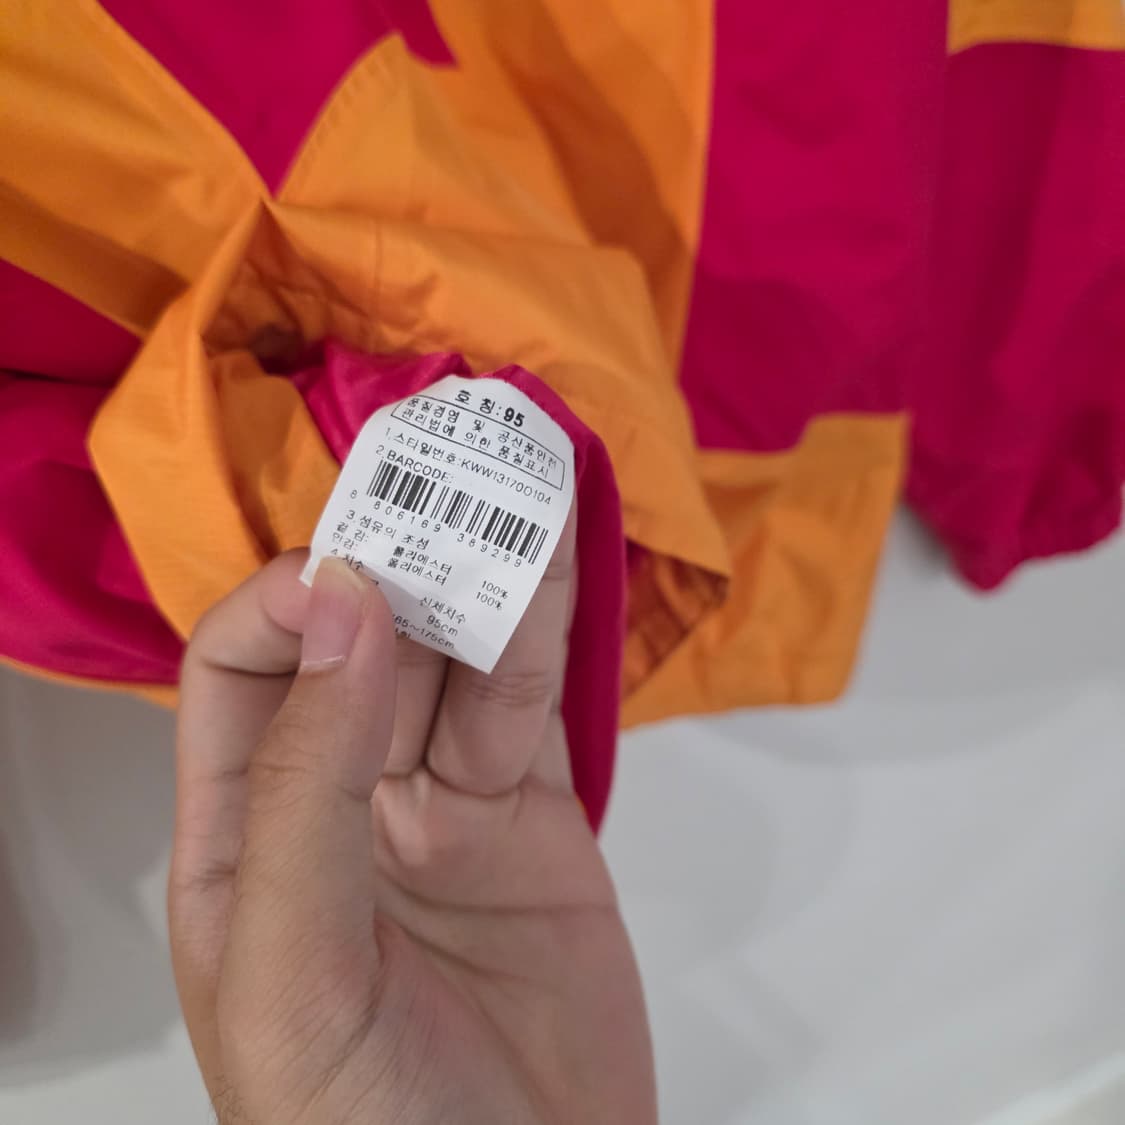 호 칭: 95
품질경영 및 공산품안전
관리법에 의한 품질표시
1. 스타일번호:KWW13170O104
2. BARCODE:
8 806169 389299
3. 섬유의 조성
겉 감: 폴리에스터 100%
안감: 폴리에스터 100%
4. 치수
신체치수
95cm
165~175cm